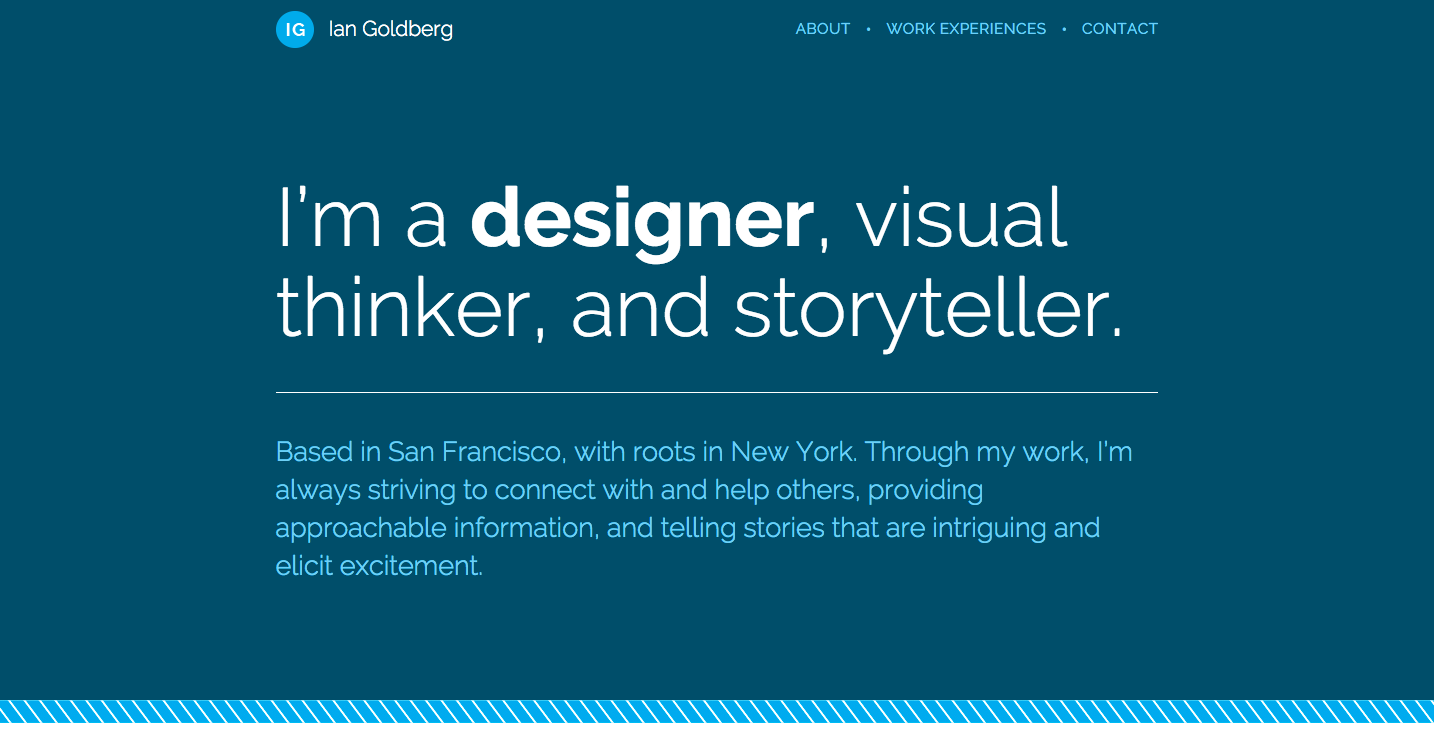 IG Ian Goldberg ABOUT • WORK EXPERIENCES • CONTACT
I’m a designer, visual
thinker, and storyteller.
Based in San Francisco, with roots in New York. Through my work, I’m
always striving to connect with and help others, providing
approachable information, and telling stories that are intriguing and
elicit excitement.